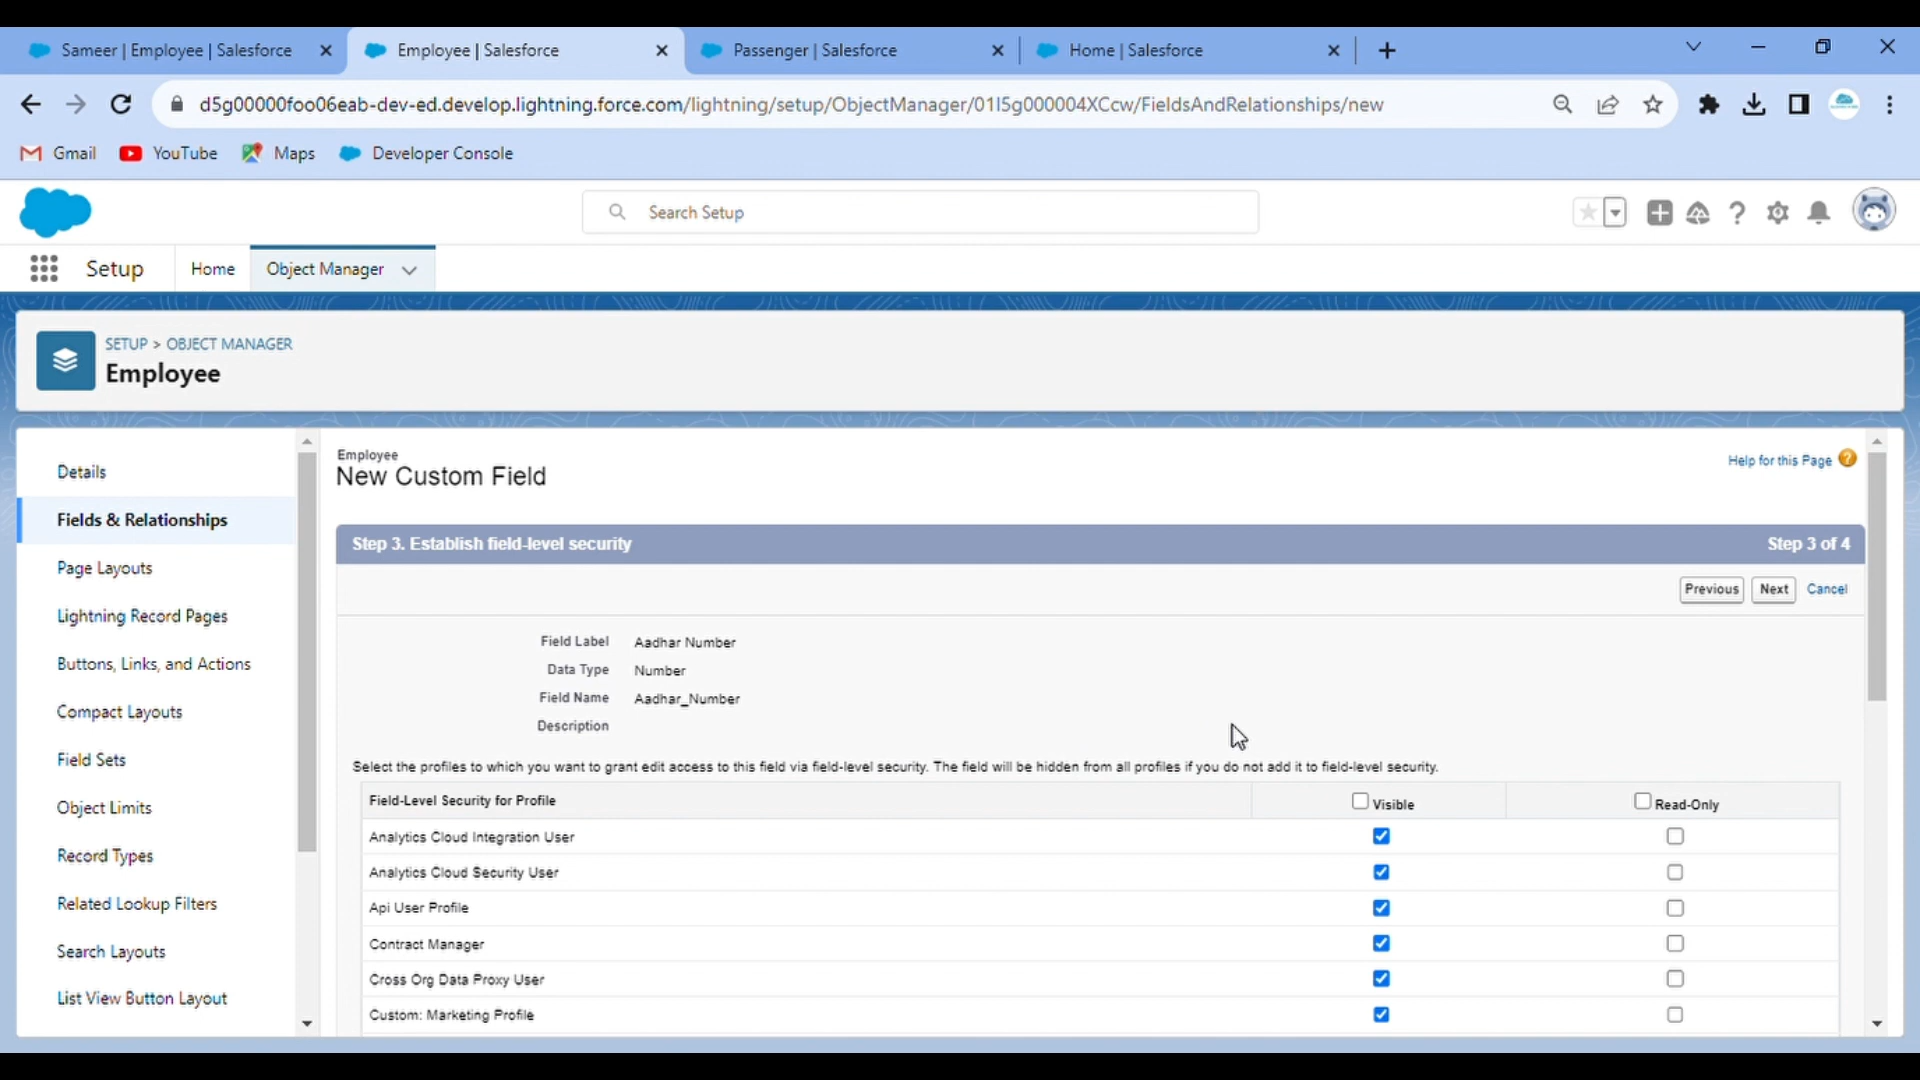 Sameer | Employee | Salesforce
Employee | Salesforce
Passenger | Salesforce
Home | Salesforce
d5g00000foo06eab-dev-ed.develop.lightning.force.com/lightning/setup/ObjectManager/01I5g000004XCcw/FieldsAndRelationships/new
Gmail
YouTube
Maps
Developer Console
Search Setup
Setup
Home
Object Manager
SETUP > OBJECT MANAGER
Employee
Details
Fields & Relationships
Page Layouts
Lightning Record Pages
Buttons, Links, and Actions
Compact Layouts
Field Sets
Object Limits
Record Types
Related Lookup Filters
Search Layouts
List View Button Layout
Employee
New Custom Field
Help for this Page ?
Step 3. Establish field-level security
Step 3 of 4
Previous Next Cancel
Field Label Aadhar Number
Data Type Number
Field Name Aadhar_Number
Description
Select the profiles to which you want to grant edit access to this field via field-level security. The field will be hidden from all profiles if you do not add it to field-level security.
Field-Level Security for Profile Visible Read-Only
Analytics Cloud Integration User
Analytics Cloud Security User
Api User Profile
Contract Manager
Cross Org Data Proxy User
Custom: Marketing Profile